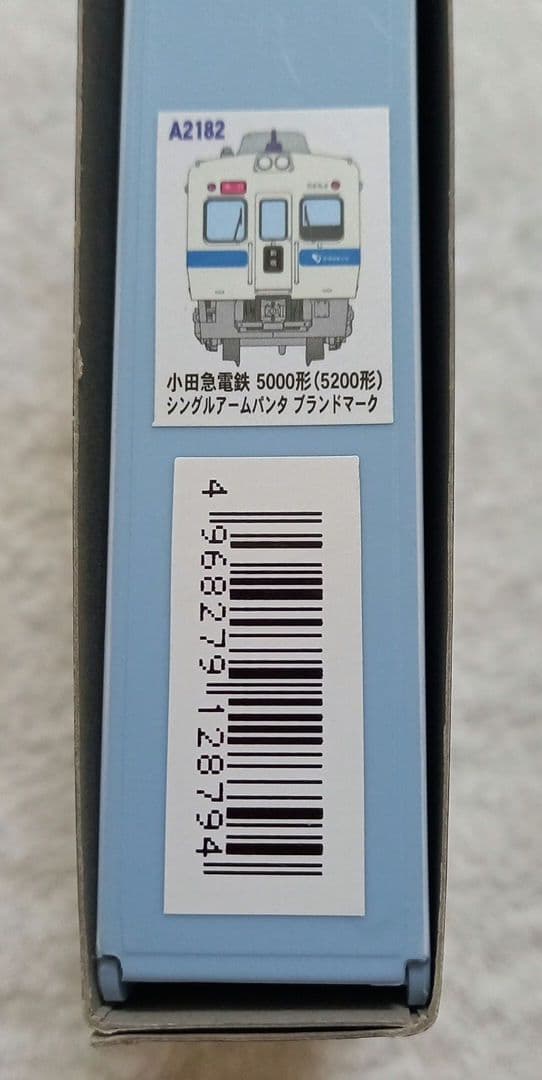 A2182
小田急電鉄 5000形(5200形)
シングルアームパンタ ブランドマーク
4 968279 128794